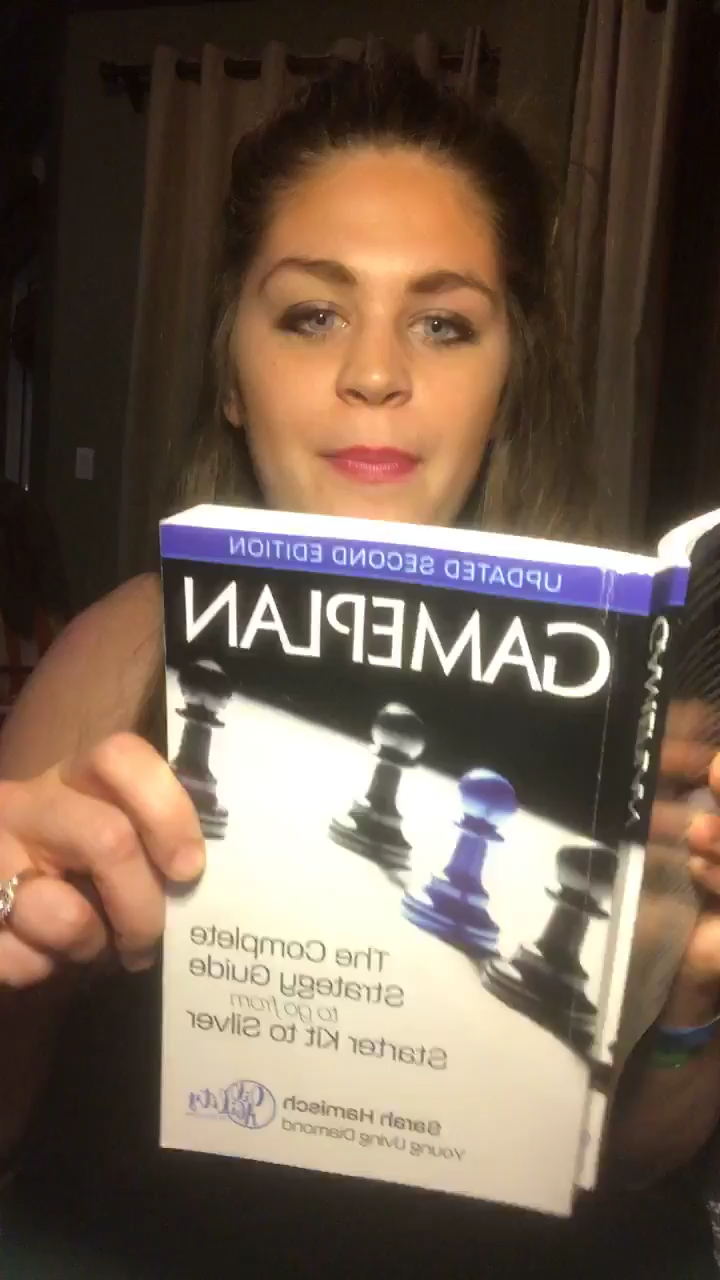 UPDATED SECOND EDITION
GAMEPLAN
The Complete
Strategy Guide
to go from
Starter Kit to Silver
Sarah Harnisch
Young Living Diamond
GAMEPLAN